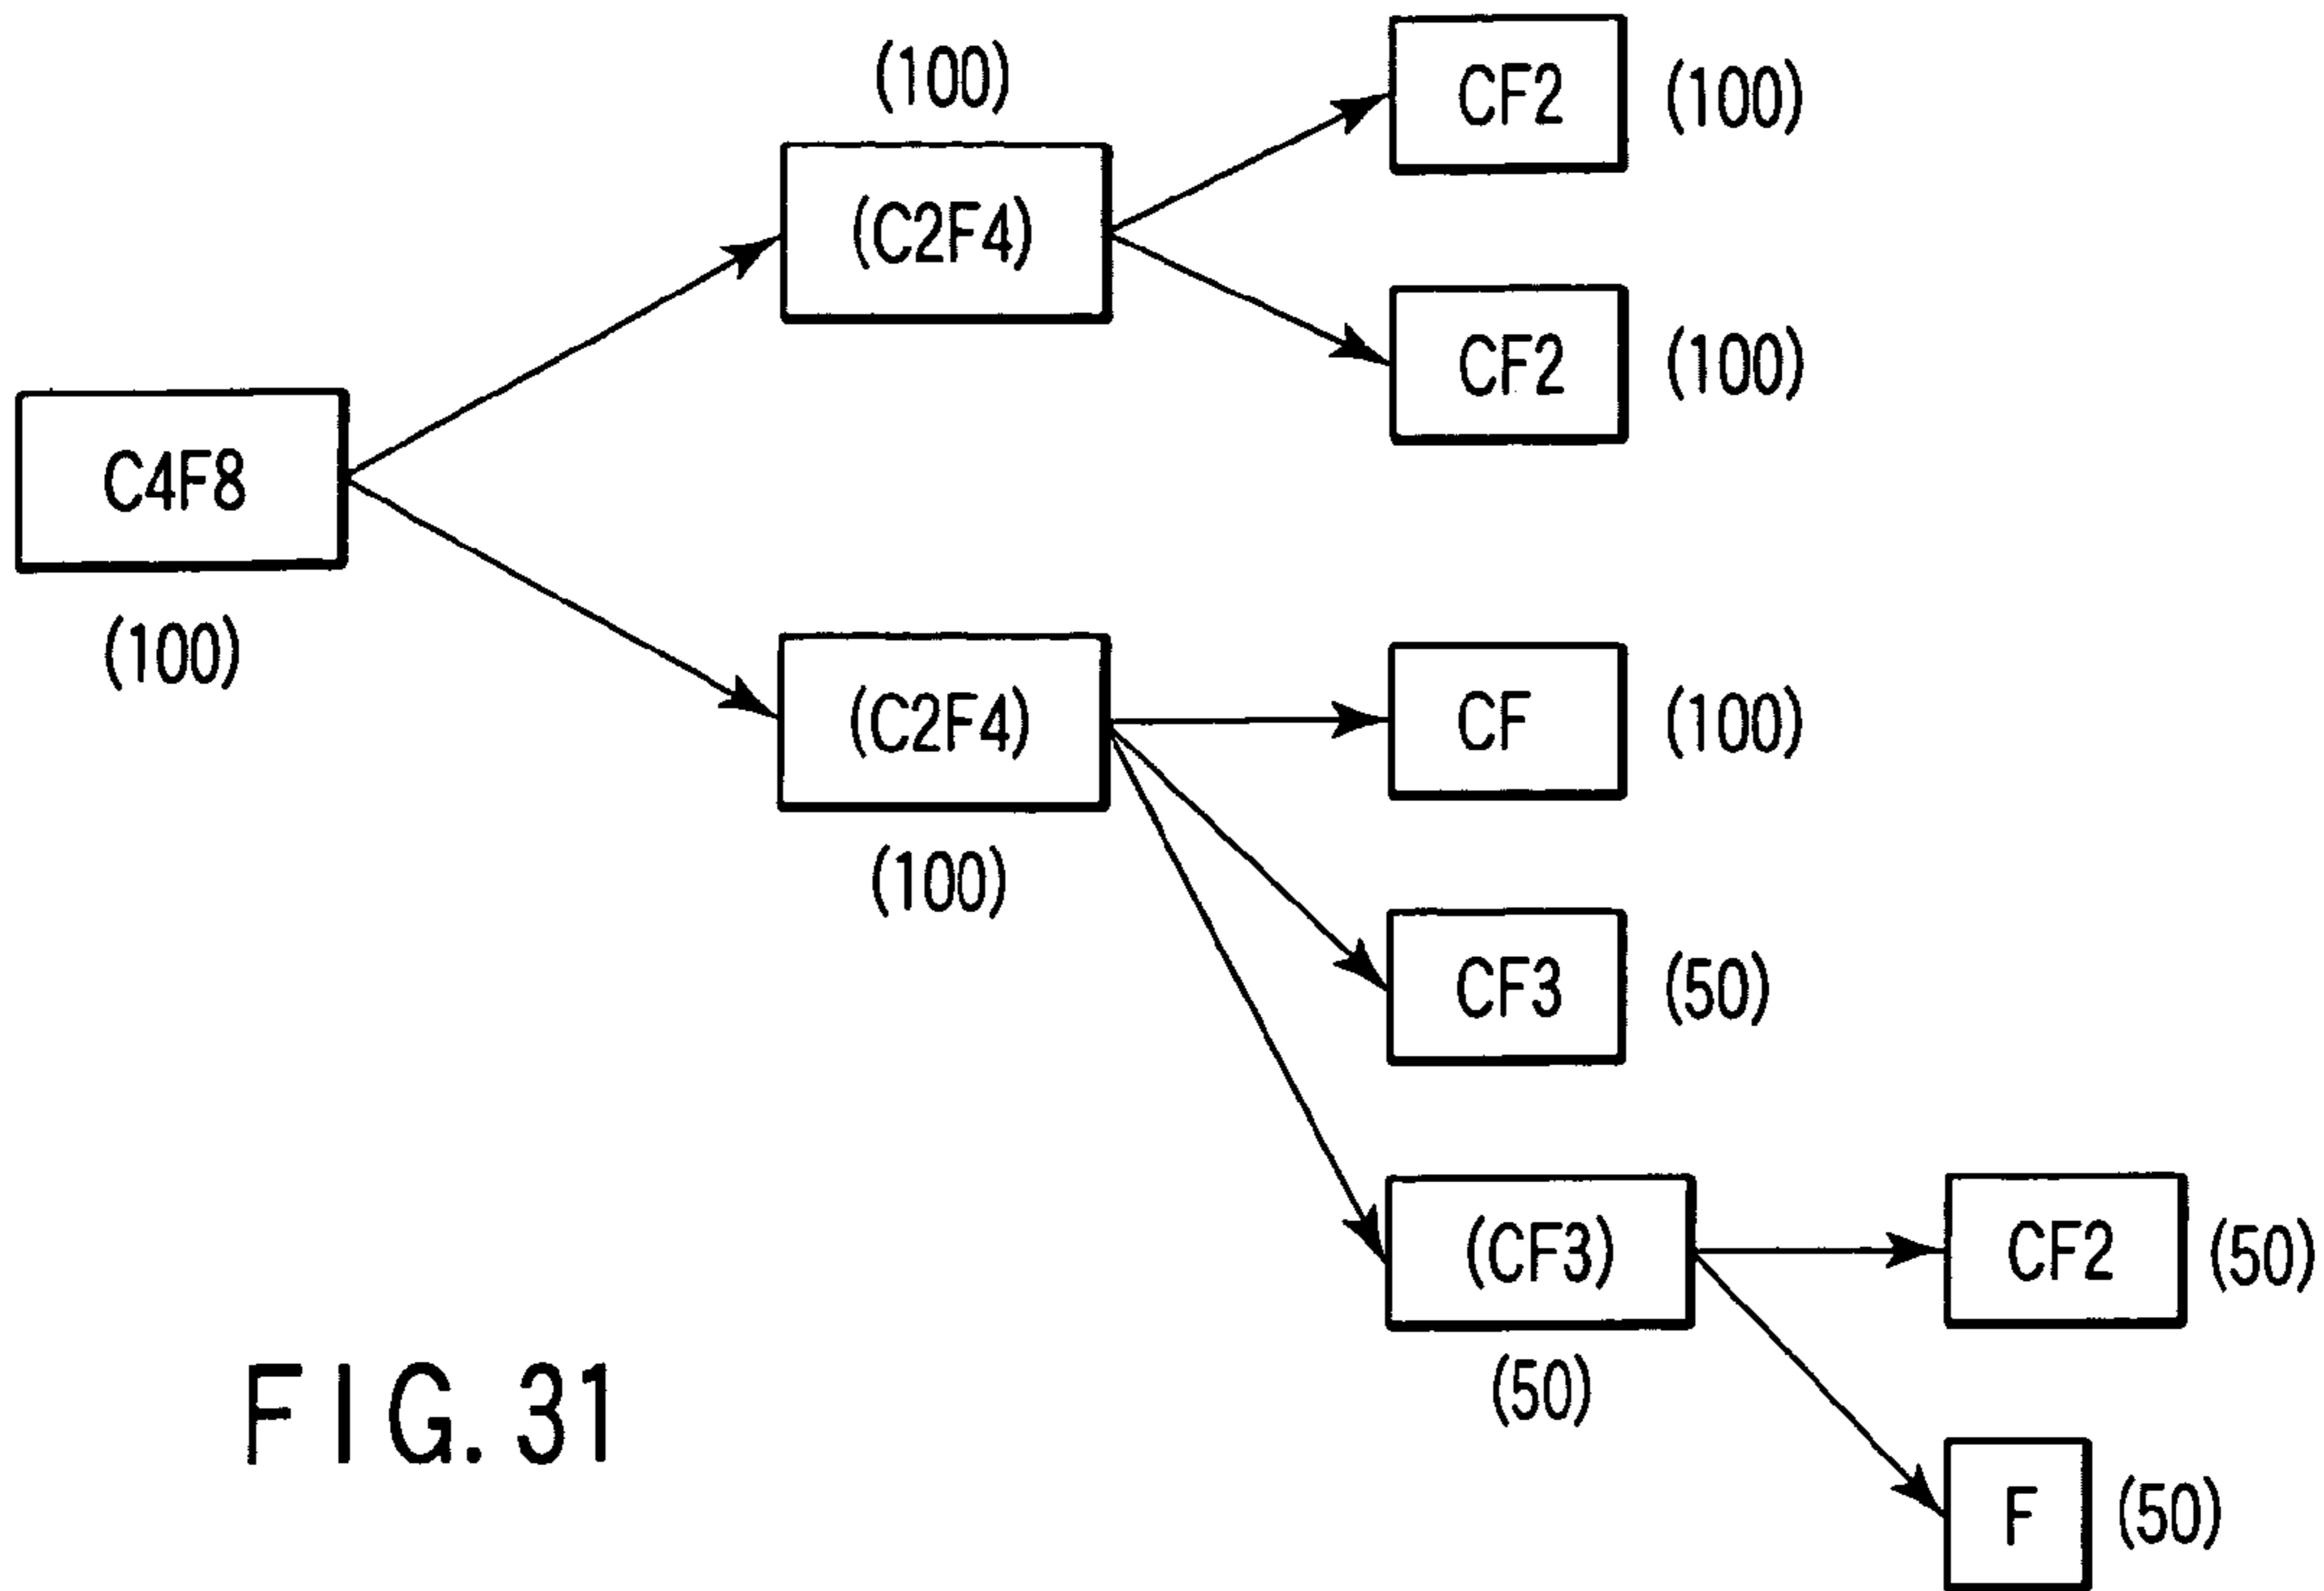 (100)
CF2 (100)
(C2F4)
CF2 (100)
C4F8
(100)
(C2F4)
CF (100)
(100)
CF3 (50)
(CF3)
CF2 (50)
(50)
F (50)
FIG. 31